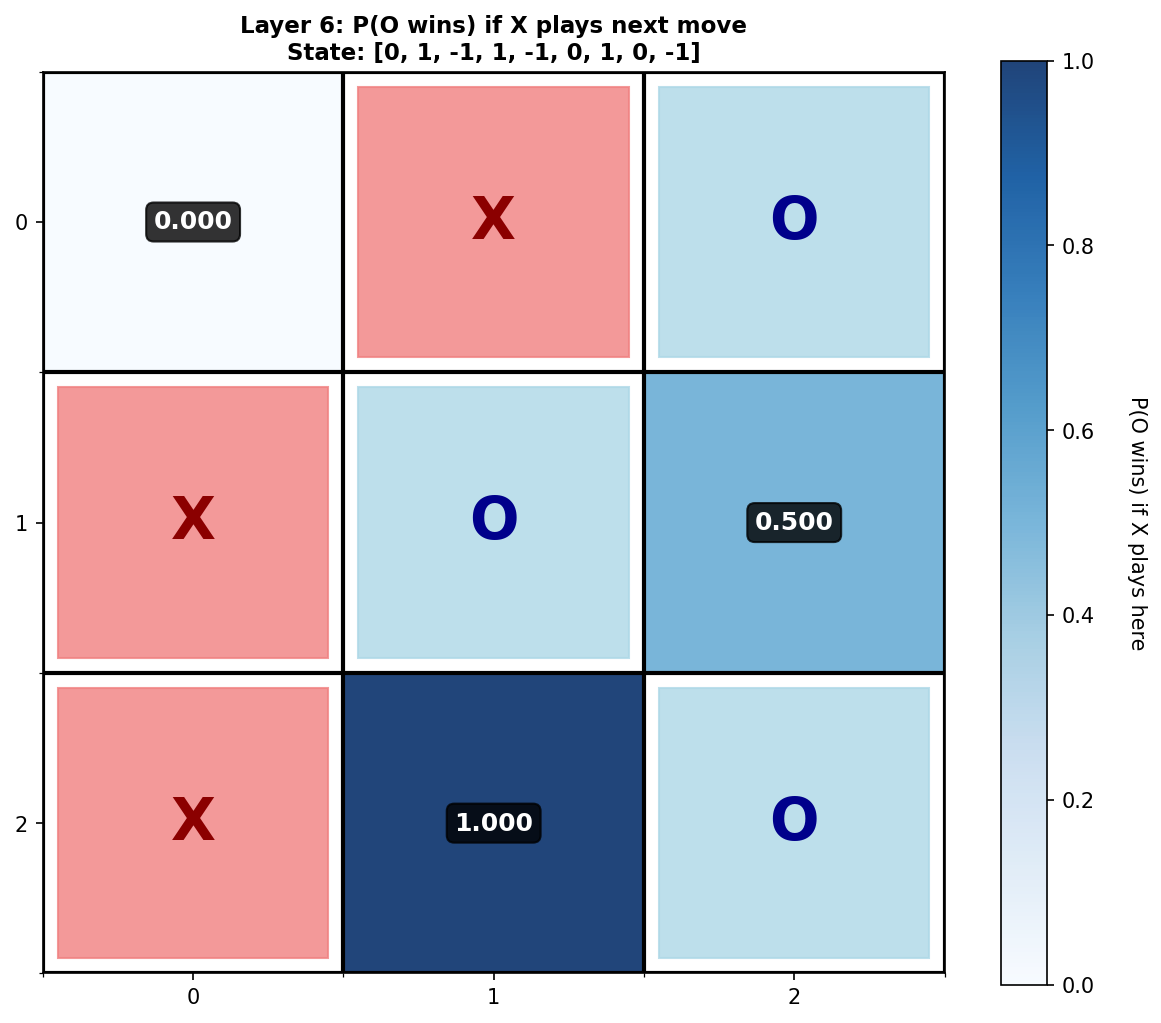 Layer 6: P(O wins) if X plays next move
State: [0, 1, -1, 1, -1, 0, 1, 0, -1]
0
0.000
X
O
1
X
O
0.500
2
X
1.000
O
0
1
2
1.0
0.8
0.6
0.4
0.2
0.0
P(O wins) if X plays here